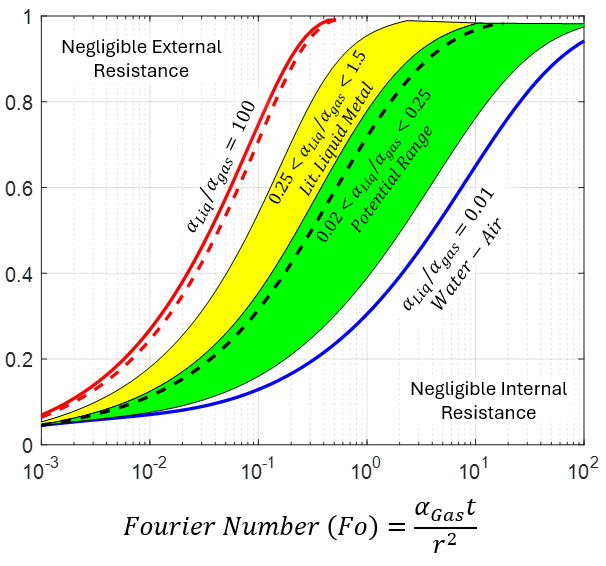 1
0.8
0.6
0.4
0.2
0
Negligible External
Resistance
α_Liq/α_gas = 100
0.25 < α_Liq/α_gas < 1.5
Lit. Liquid Metal
0.02 < α_Liq/α_gas < 0.25
Potential Range
α_Liq/α_gas = 0.01
Water − Air
Negligible Internal
Resistance
10^-3 10^-2 10^-1 10^0 10^1 10^2
Fourier Number (Fo) = α_Gas t / r^2